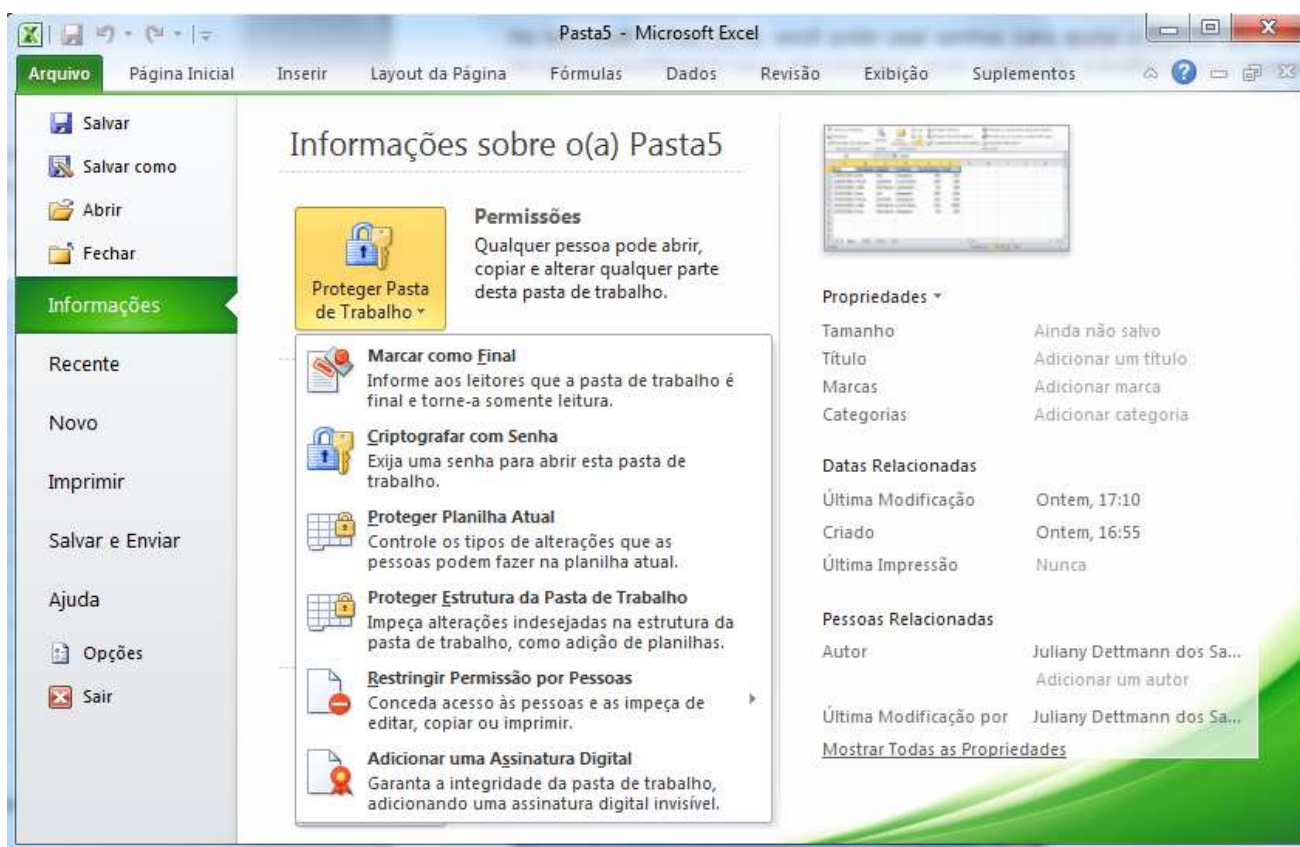 Pasta5 - Microsoft Excel
Arquivo Página Inicial Inserir Layout da Página Fórmulas Dados Revisão Exibição Suplementos
Salvar
Salvar como
Abrir
Fechar
Informações
Recente
Novo
Imprimir
Salvar e Enviar
Ajuda
Opções
Sair
Informações sobre o(a) Pasta5
Proteger Pasta
de Trabalho
Permissões
Qualquer pessoa pode abrir,
copiar e alterar qualquer parte
desta pasta de trabalho.
Marcar como Final
Informe aos leitores que a pasta de trabalho é
final e torne-a somente leitura.
Criptografar com Senha
Exija uma senha para abrir esta pasta de
trabalho.
Proteger Planilha Atual
Controle os tipos de alterações que as
pessoas podem fazer na planilha atual.
Proteger Estrutura da Pasta de Trabalho
Impeça alterações indesejadas na estrutura da
pasta de trabalho, como adição de planilhas.
Restringir Permissão por Pessoas
Conceda acesso às pessoas e as impeça de
editar, copiar ou imprimir.
Adicionar uma Assinatura Digital
Garanta a integridade da pasta de trabalho,
adicionando uma assinatura digital invisível.
Propriedades
Tamanho Ainda não salvo
Título Adicionar um título
Marcas Adicionar marca
Categorias Adicionar categoria
Datas Relacionadas
Última Modificação Ontem, 17:10
Criado Ontem, 16:55
Última Impressão Nunca
Pessoas Relacionadas
Autor Juliany Dettmann dos Sa...
Adicionar um autor
Última Modificação por Juliany Dettmann dos Sa...
Mostrar Todas as Propriedades